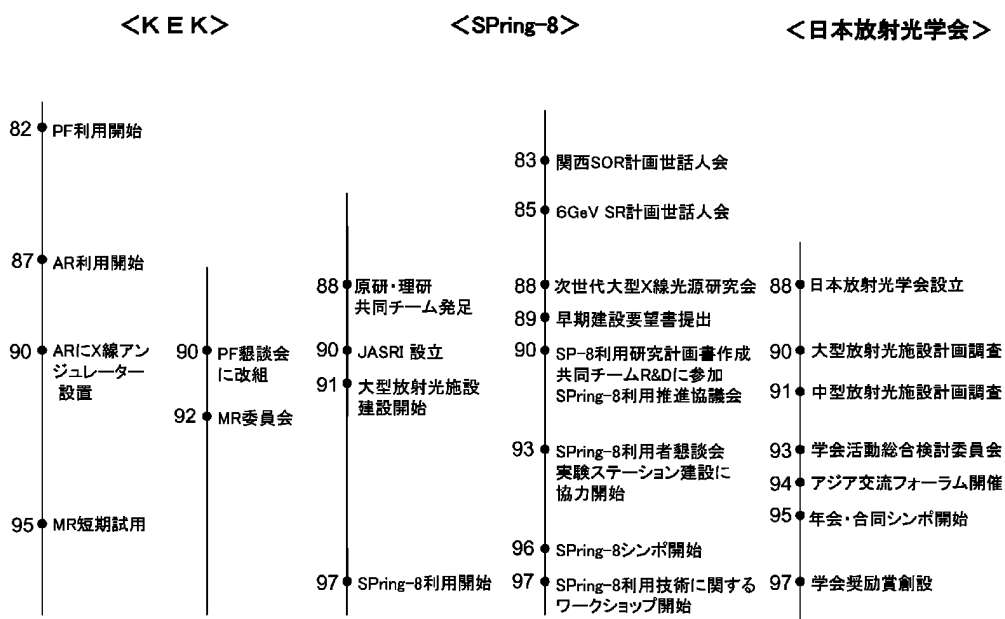 ＜K E K＞
82 PF利用開始
87 AR利用開始
90 ARにX線アン
ジュレーター
設置
95 MR短期試用
90 PF懇談会
に改組
92 MR委員会
＜SPring-8＞
88 原研・理研
共同チーム発足
90 JASRI 設立
91 大型放射光施設
建設開始
97 SPring-8利用開始
83 関西SOR計画世話人会
85 6GeV SR計画世話人会
88 次世代大型X線光源研究会
89 早期建設要望書提出
90 SP-8利用研究計画書作成
共同チームR&Dに参加
SPring-8利用推進協議会
93 SPring-8利用者懇談会
実験ステーション建設に
協力開始
96 SPring-8シンポ開始
97 SPring-8利用技術に関する
ワークショップ開始
＜日本放射光学会＞
88 日本放射光学会設立
90 大型放射光施設計画調査
91 中型放射光施設計画調査
93 学会活動総合検討委員会
94 アジア交流フォーラム開催
95 年会・合同シンポ開始
97 学会奨励賞創設